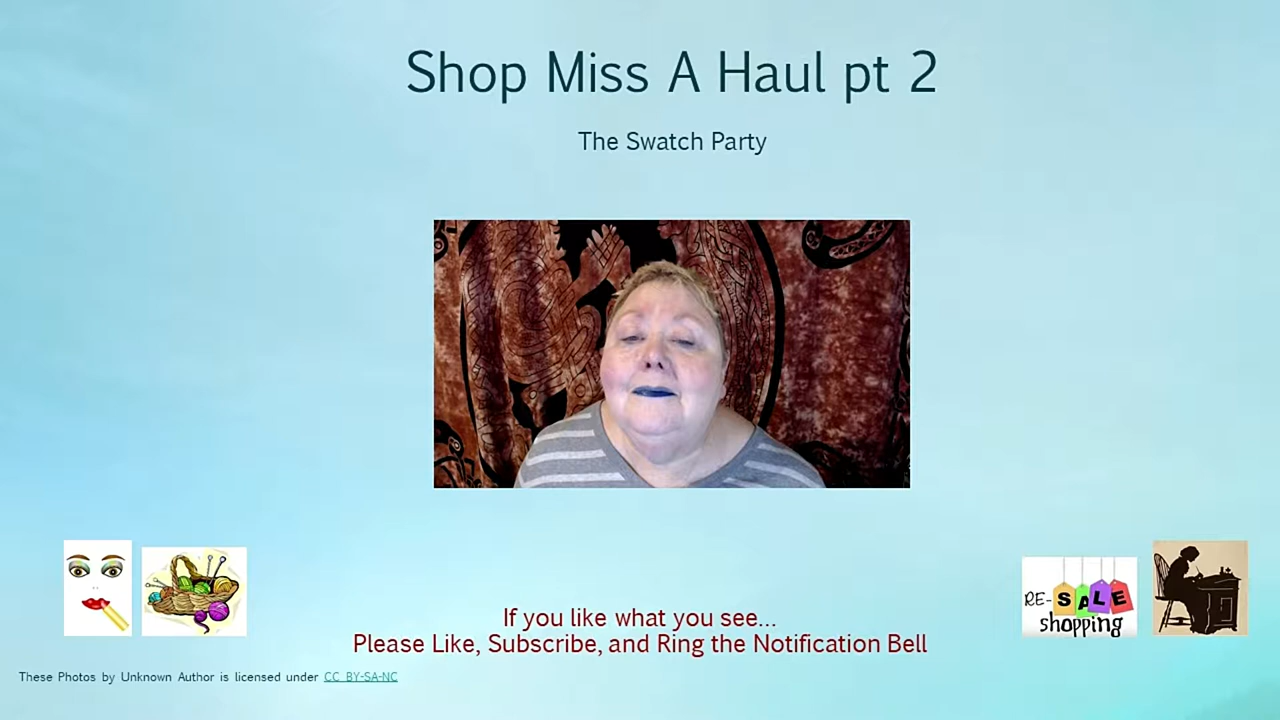 Shop Miss A Haul pt 2
The Swatch Party
RE-SALE
shopping
If you like what you see...
Please Like, Subscribe, and Ring the Notification Bell
These Photos by Unknown Author is licensed under CC BY-SA-NC